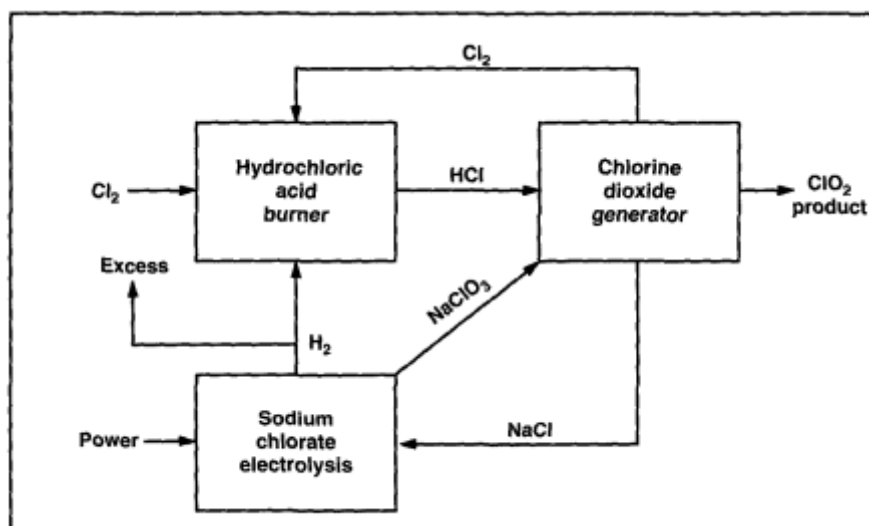 Cl₂
Hydrochloric
acid
burner
Chlorine
dioxide
generator
Cl₂
HCl
ClO₂
product
Excess
NaClO₃
H₂
Sodium
chlorate
electrolysis
Power
NaCl